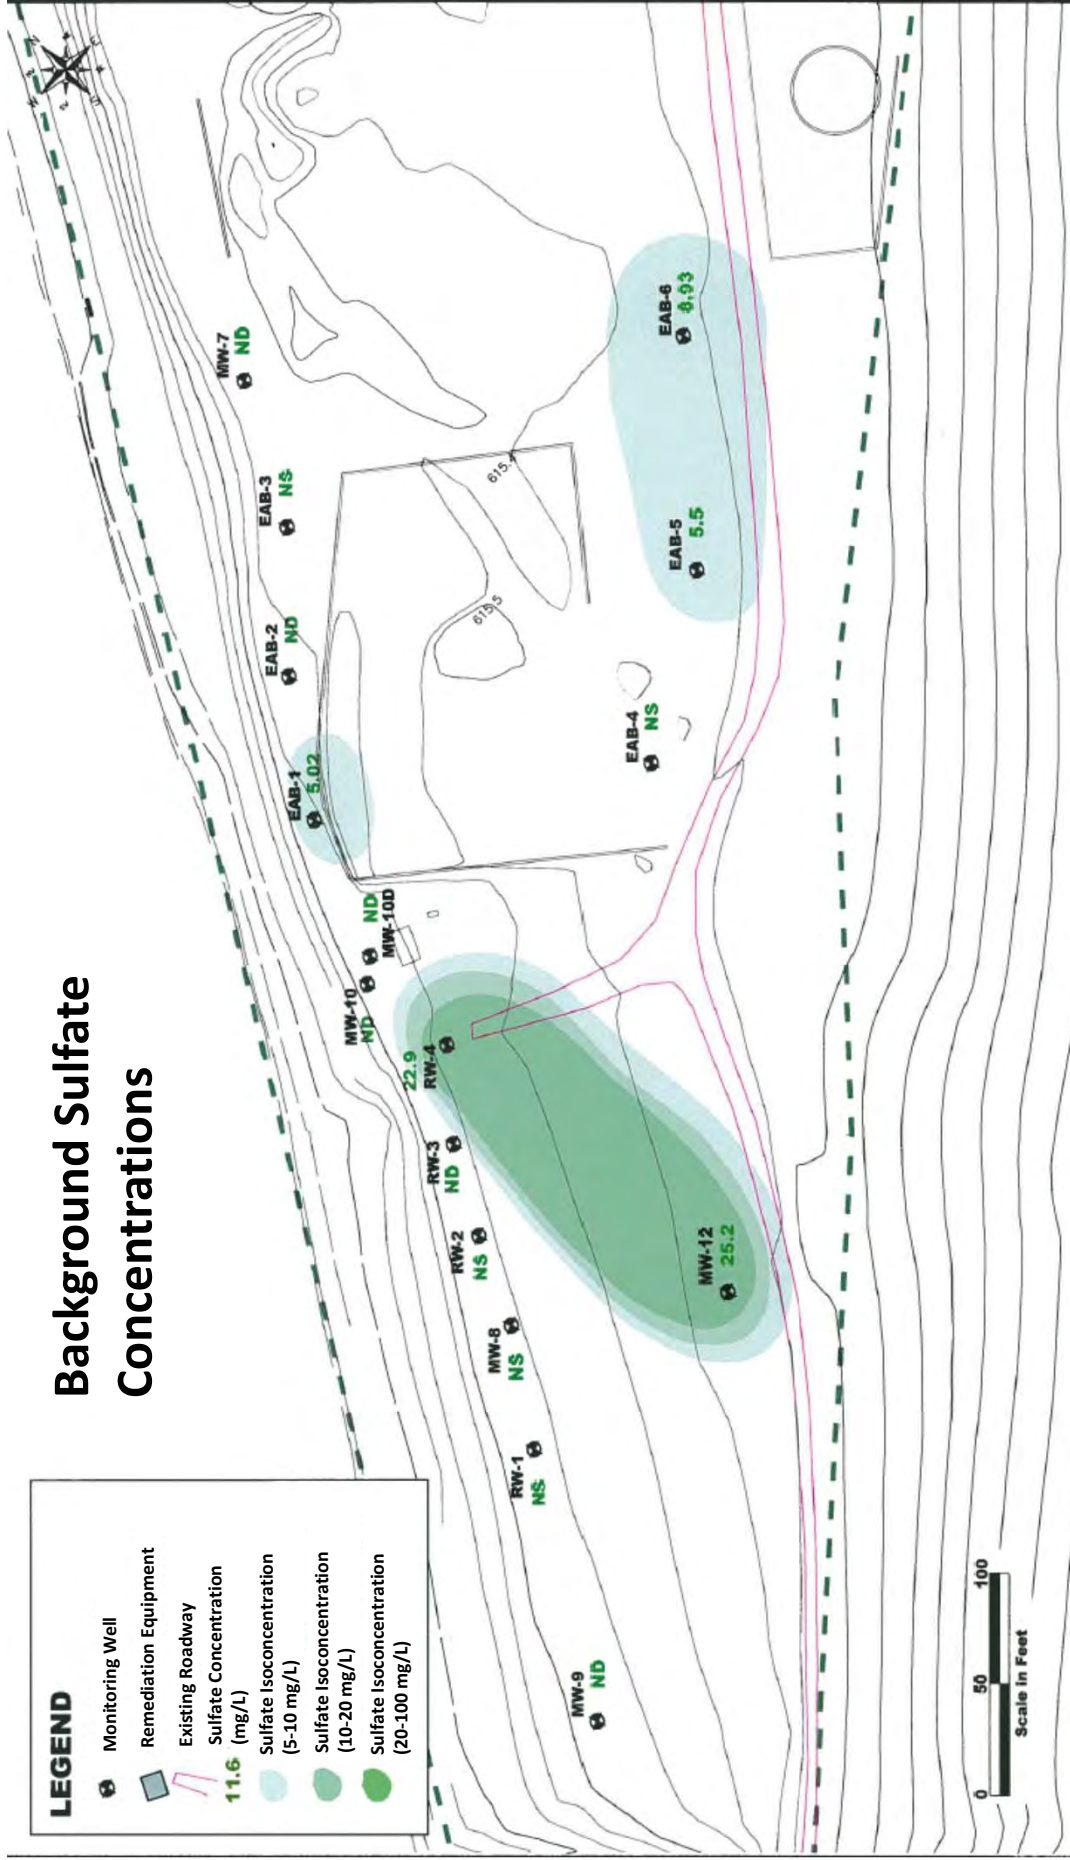 Background Sulfate
Concentrations
LEGEND
Monitoring Well
Remediation Equipment
Existing Roadway
11.6
Sulfate Concentration
(mg/L)
Sulfate Isoconcentration
(5-10 mg/L)
Sulfate Isoconcentration
(10-20 mg/L)
Sulfate Isoconcentration
(20-100 mg/L)
MW-9
ND
RW-1
NS
MW-8
NS
RW-2
NS
RW-3
ND
22.9
RW-4
MW-10
ND
ND
MW-10D
EAB-1
5.02
EAB-2
ND
EAB-3
NS
MW-7
ND
MW-12
25.2
EAB-4
NS
EAB-5
5.5
EAB-6
615.5
615.4
0 50 100
Scale in Feet